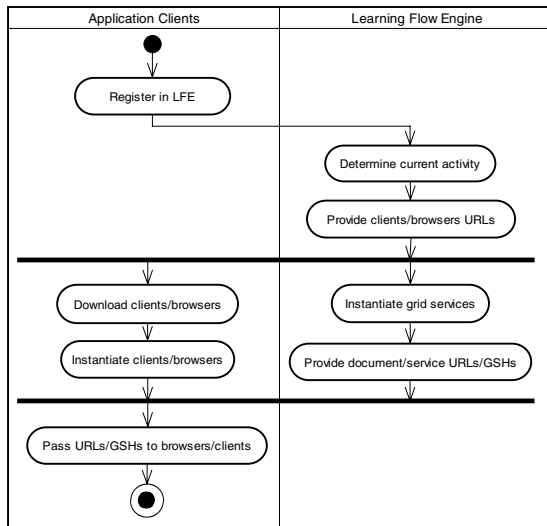 Application Clients
Learning Flow Engine
Register in LFE
Determine current activity
Provide clients/browsers URLs
Download clients/browsers
Instantiate grid services
Instantiate clients/browsers
Provide document/service URLs/GSHs
Pass URLs/GSHs to browsers/clients